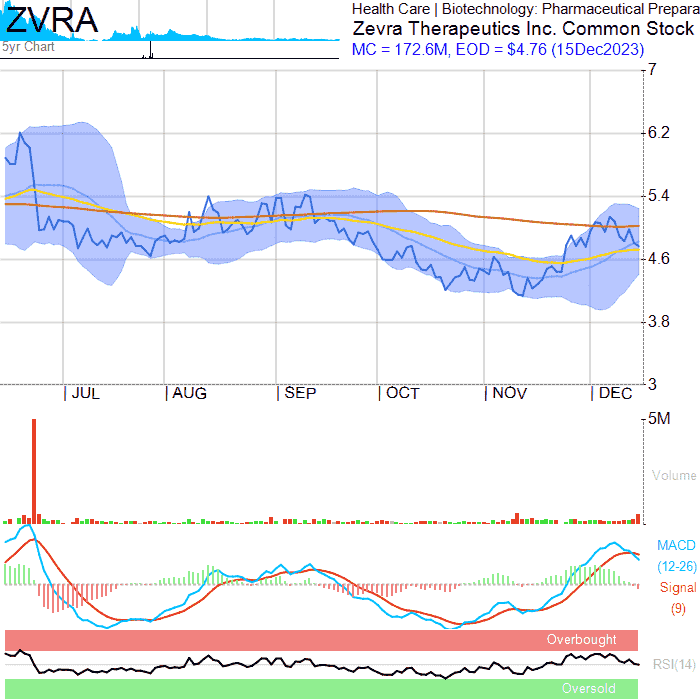 ZVRA
5yr Chart
Health Care | Biotechnology: Pharmaceutical Prepara
Zevra Therapeutics Inc. Common Stock
MC = 172.6M, EOD = $4.76 (15Dec2023)
7
6.2
5.4
4.6
3.8
3
JUL AUG SEP OCT NOV DEC
5M
Volume
MACD
(12-26)
Signal
(9)
Overbought
RSI(14)
Oversold